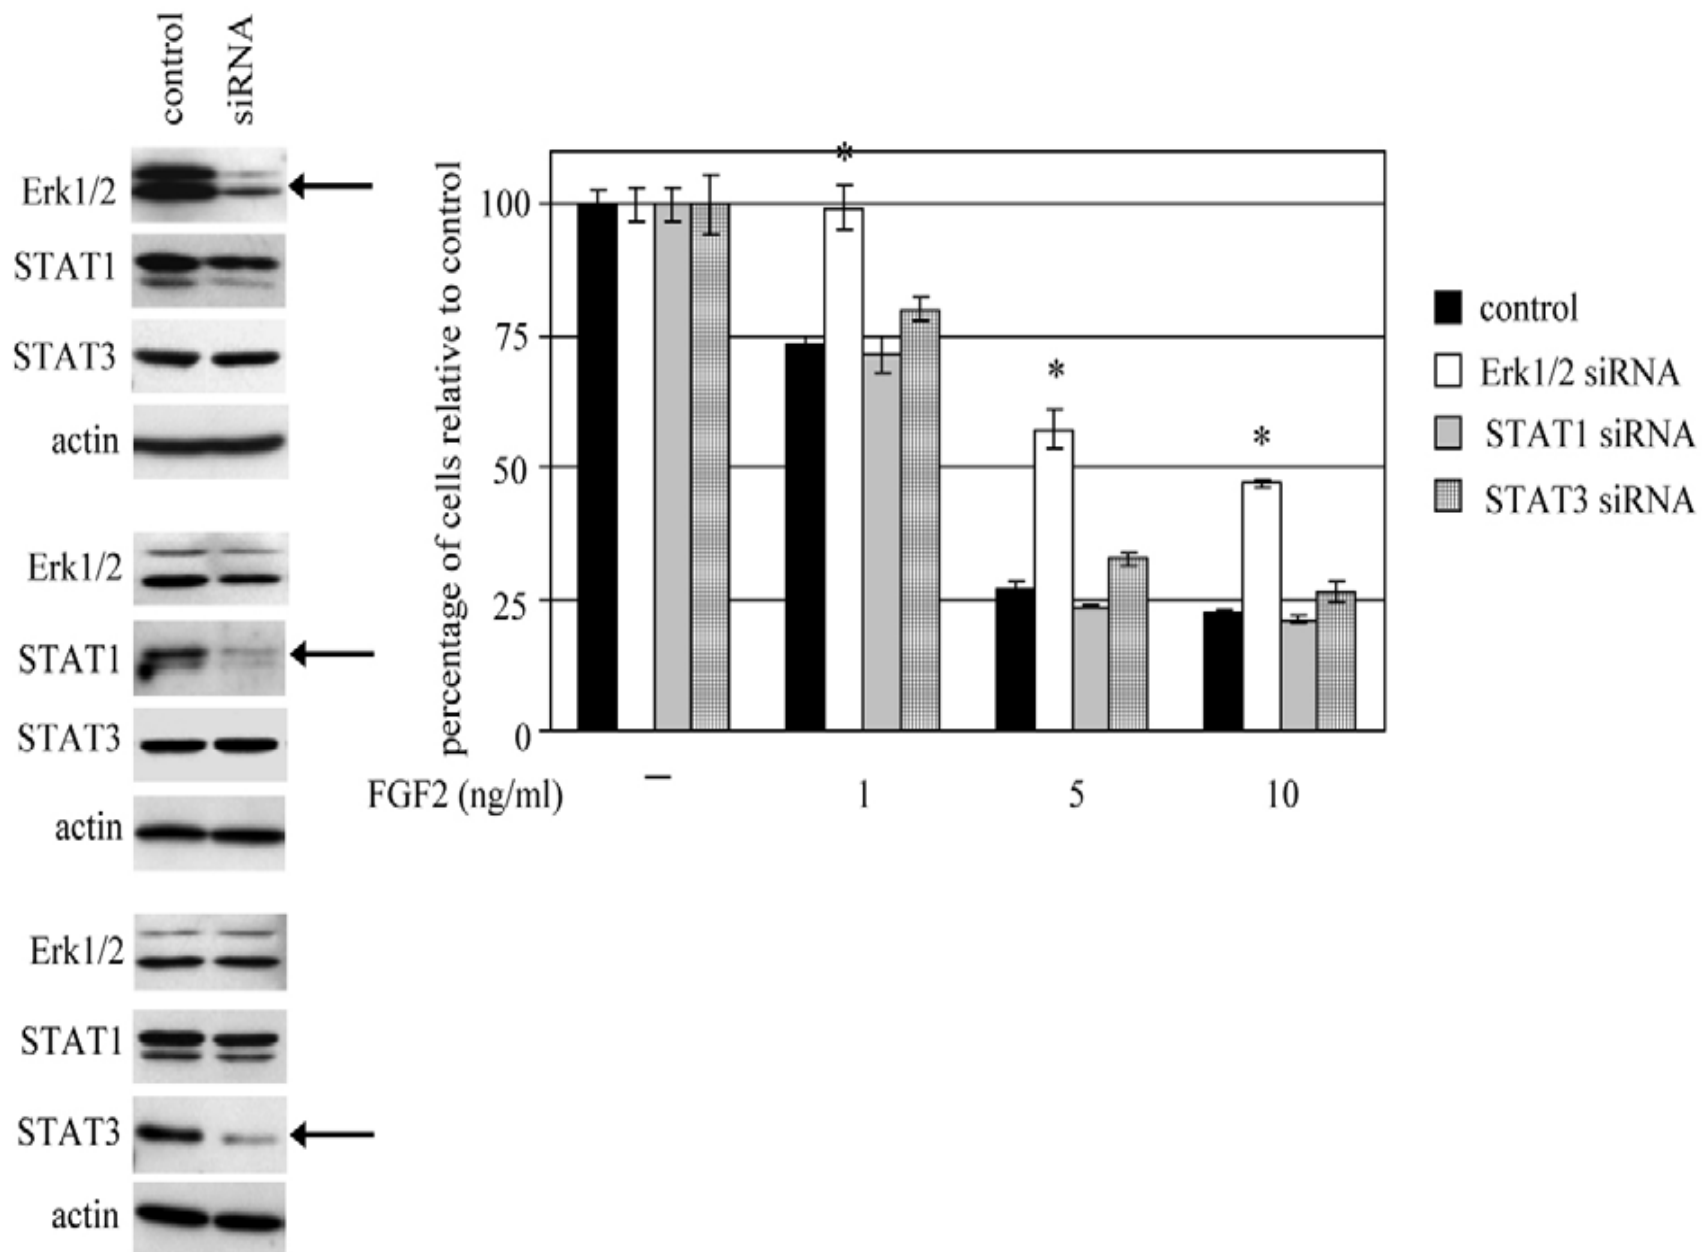 control
siRNA
Erk1/2
STAT1
STAT3
actin
Erk1/2
STAT1
STAT3
actin
Erk1/2
STAT1
STAT3
actin
percentage of cells relative to control
100
75
50
25
0
*
*
*
FGF2 (ng/ml)
– 1 5 10
control
Erk1/2 siRNA
STAT1 siRNA
STAT3 siRNA